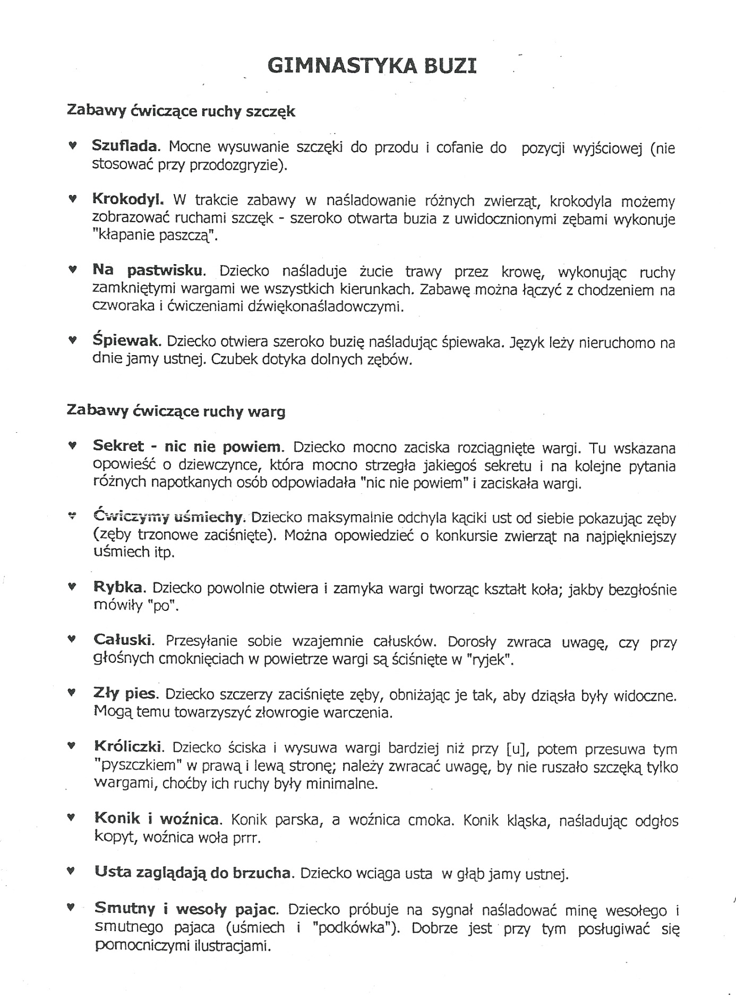 GIMNASTYKA BUZI
Zabawy ćwiczące ruchy szczęk
♥ Szuflada. Mocne wysuwanie szczęki do przodu i cofanie do pozycji wyjściowej (nie
stosować przy przodozgryzie).
♥ Krokodyl. W trakcie zabawy w naśladowanie różnych zwierząt, krokodyla możemy
zobrazować ruchami szczęk - szeroko otwarta buzia z uwidocznionymi zębami wykonuje
"kłapanie paszczą".
♥ Na pastwisku. Dziecko naśladuje żucie trawy przez krowę, wykonując ruchy
zamkniętymi wargami we wszystkich kierunkach. Zabawę można łączyć z chodzeniem na
czworaka i ćwiczeniami dźwiękonaśladowczymi.
♥ Śpiewak. Dziecko otwiera szeroko buzię naśladując śpiewaka. Język leży nieruchomo na
dnie jamy ustnej. Czubek dotyka dolnych zębów.
Zabawy ćwiczące ruchy warg
♥ Sekret - nic nie powiem. Dziecko mocno zaciska rozciągnięte wargi. Tu wskazana
opowieść o dziewczynce, która mocno strzegła jakiegoś sekretu i na kolejne pytania
różnych napotkanych osób odpowiadała "nic nie powiem" i zaciskała wargi.
♥ Ćwiczymy uśmiechy. Dziecko maksymalnie odchyla kąciki ust od siebie pokazując zęby
(zęby trzonowe zaciśnięte). Można opowiedzieć o konkursie zwierząt na najpiękniejszy
uśmiech itp.
♥ Rybka. Dziecko powolnie otwiera i zamyka wargi tworząc kształt koła; jakby bezgłośnie
mówiły "po".
♥ Całuski. Przesyłanie sobie wzajemnie całusków. Dorosły zwraca uwagę, czy przy
głośnych cmoknięciach w powietrze wargi są ściśnięte w "ryjek".
♥ Zły pies. Dziecko szczerzy zaciśnięte zęby, obniżając je tak, aby dziąsła były widoczne.
Mogą temu towarzyszyć złowrogie warczenia.
♥ Króliczki. Dziecko ściska i wysuwa wargi bardziej niż przy [u], potem przesuwa tym
"pyszczkiem" w prawą i lewą stronę; należy zwracać uwagę, by nie ruszało szczęką tylko
wargami, choćby ich ruchy były minimalne.
♥ Konik i woźnica. Konik parska, a woźnica cmoka. Konik kląska, naśladując odgłos
kopyt, woźnica woła prrr.
♥ Usta zaglądają do brzucha. Dziecko wciąga usta w głąb jamy ustnej.
♥ Smutny i wesoły pajac. Dziecko próbuje na sygnał naśladować minę wesołego i
smutnego pajaca (uśmiech i "podkówka"). Dobrze jest przy tym posługiwać się
pomocniczymi ilustracjami.